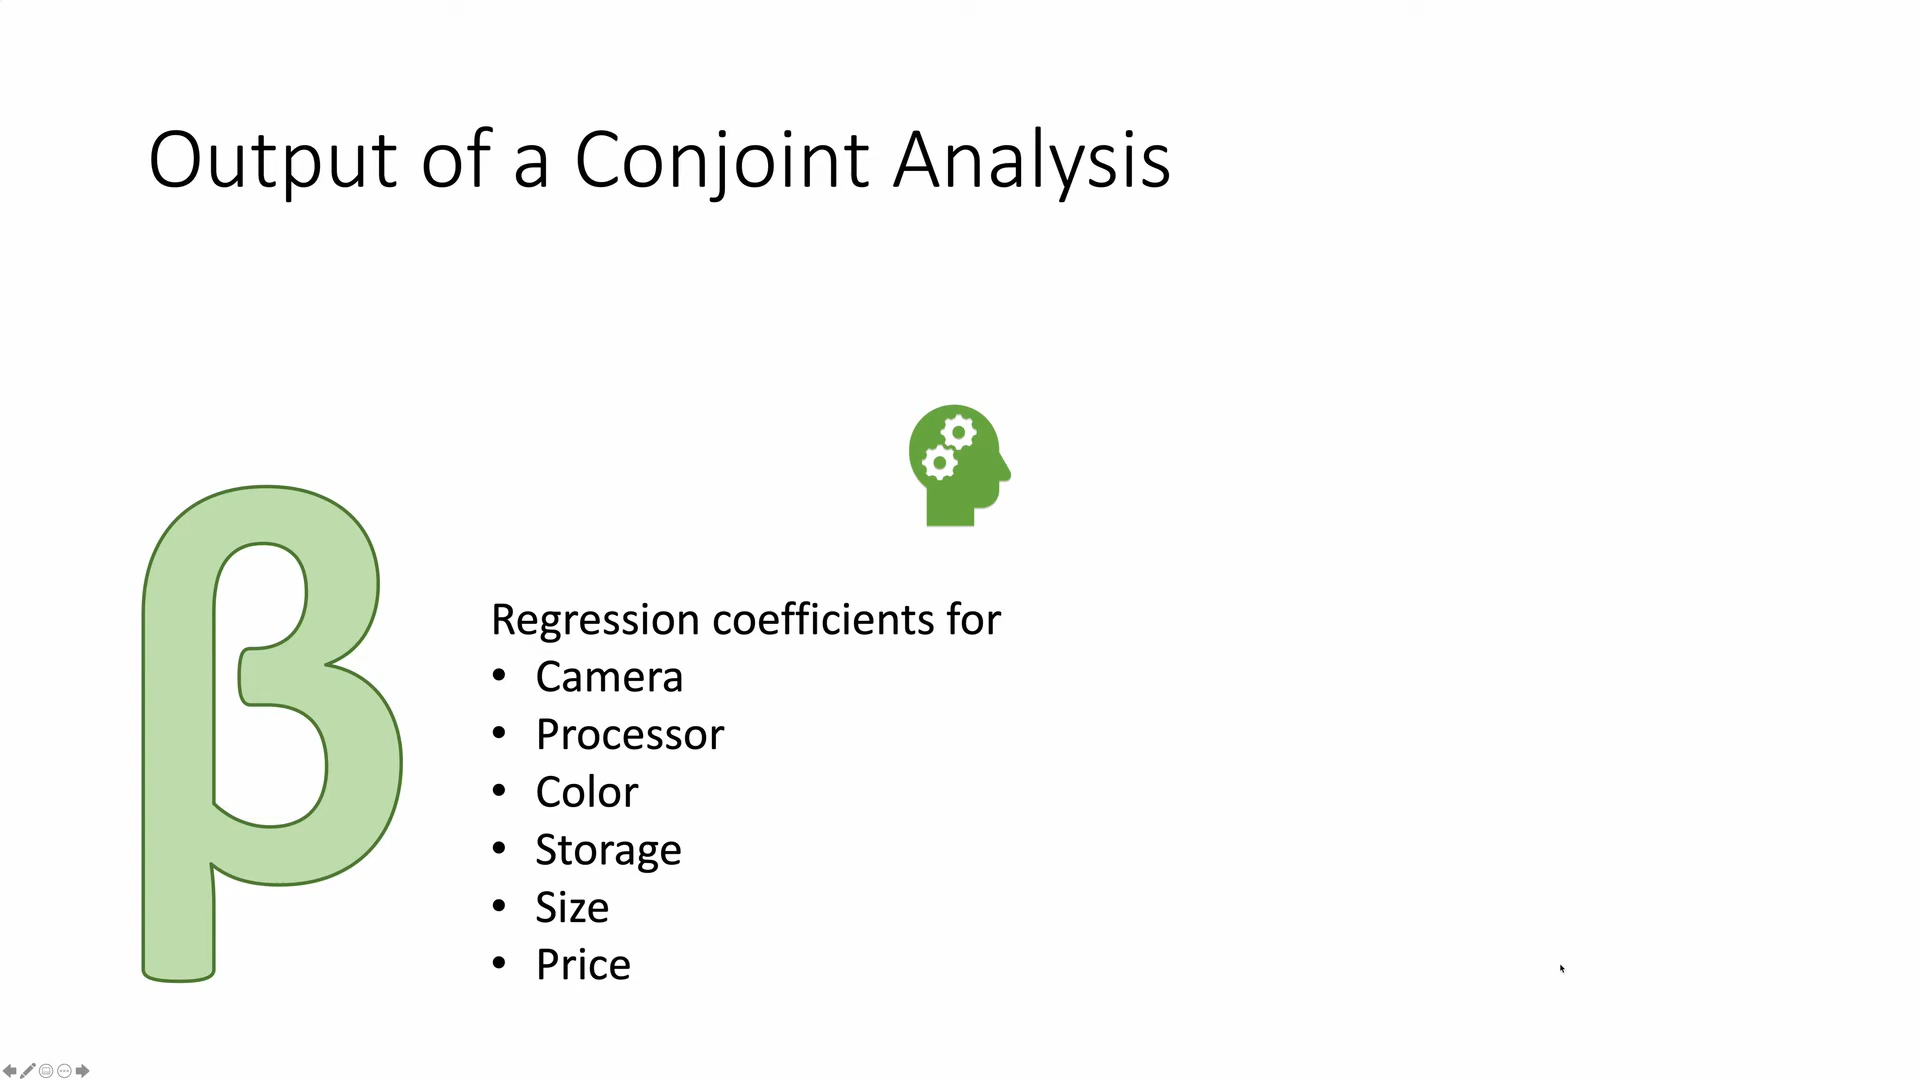 Output of a Conjoint Analysis
β
Regression coefficients for
• Camera
• Processor
• Color
• Storage
• Size
• Price